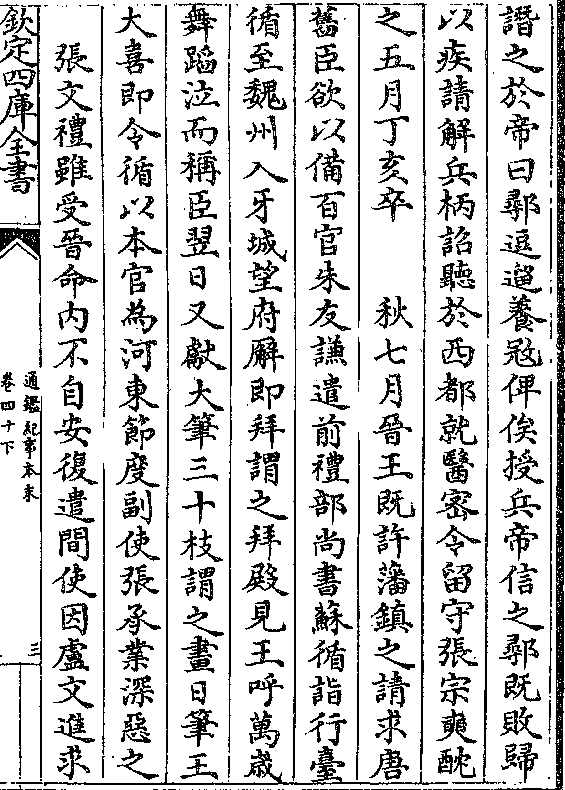 譖之於帝曰鄩逗遛養宼俾俟授兵帝信之鄩既敗歸
以疾請解兵柄詔聽於西都就醫密令留守張宗奭酖
之五月丁亥卒 秋七月晉王既許藩鎮之請求唐
舊臣欲以備百官朱友謙遣前禮部尚書蘇循詣行臺
循至魏州入牙城望府廨即拜謂之拜殿見王呼萬歲
舞蹈泣而稱臣翌日又獻大筆三十枝謂之畫日筆王
大喜即令循以本官為河東節度副使張承業深惡之
張文禮雖受晉命内不自安復遣間使因盧文進求
欽定四庫全書
通鑑紀事本末
卷四十下
三